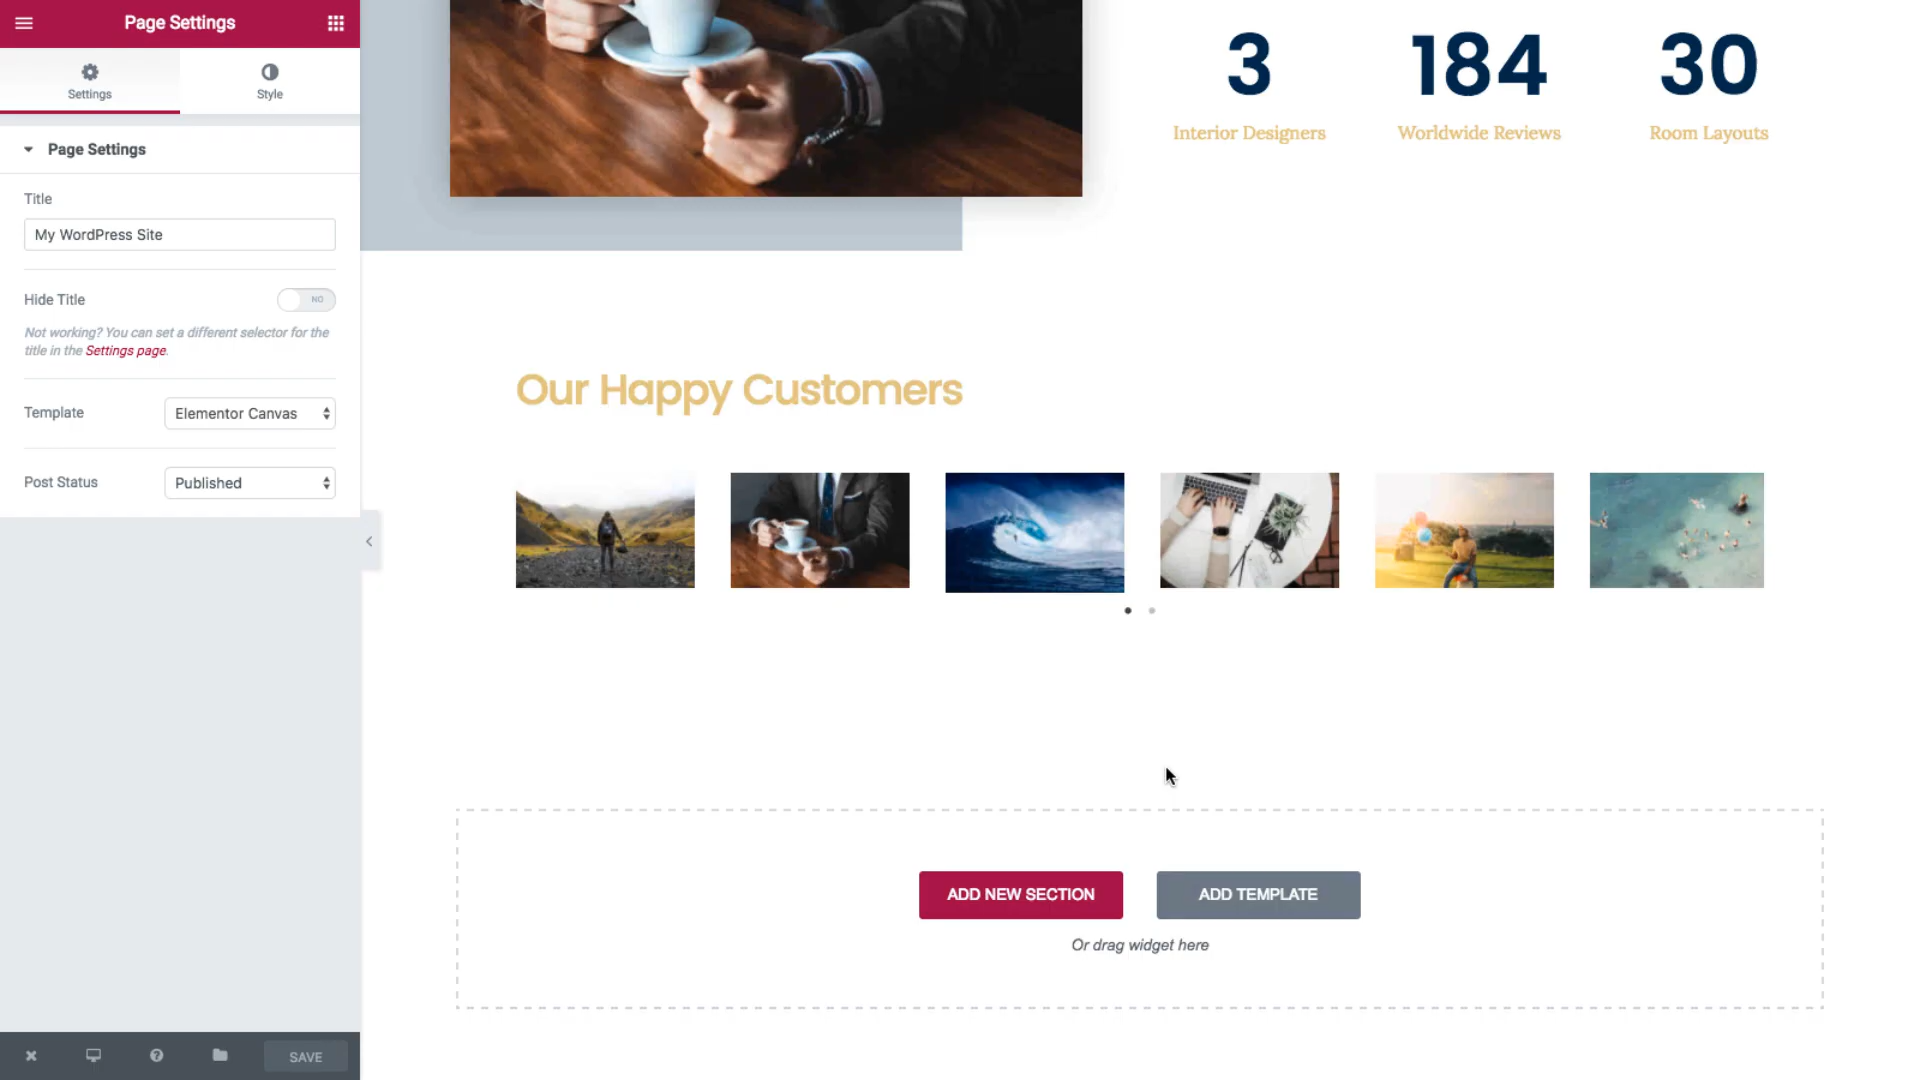 Page Settings
Settings
Style
Page Settings
Title
My WordPress Site
Hide Title
NO
Not working? You can set a different selector for the
title in the Settings page.
Template
Elementor Canvas
Post Status
Published
SAVE
3
184
30
Interior Designers
Worldwide Reviews
Room Layouts
Our Happy Customers
ADD NEW SECTION
ADD TEMPLATE
Or drag widget here